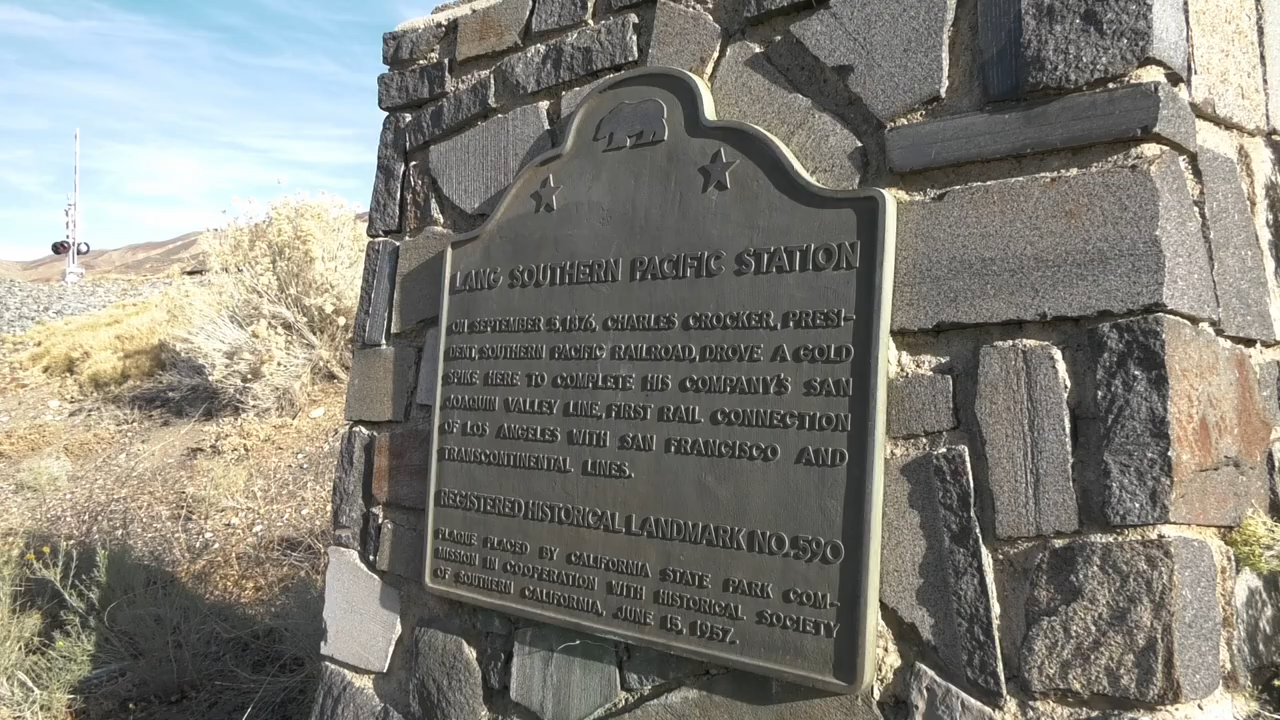 LANG SOUTHERN PACIFIC STATION
ON SEPTEMBER 5, 1876, CHARLES CROCKER, PRESI-
DENT, SOUTHERN PACIFIC RAILROAD, DROVE A GOLD
SPIKE HERE TO COMPLETE HIS COMPANY'S SAN
JOAQUIN VALLEY LINE, FIRST RAIL CONNECTION
OF LOS ANGELES WITH SAN FRANCISCO AND
TRANSCONTINENTAL LINES.
REGISTERED HISTORICAL LANDMARK NO. 590
PLAQUE PLACED BY CALIFORNIA STATE PARK COM-
MISSION IN COOPERATION WITH HISTORICAL SOCIETY
OF SOUTHERN CALIFORNIA, JUNE 15, 1957.